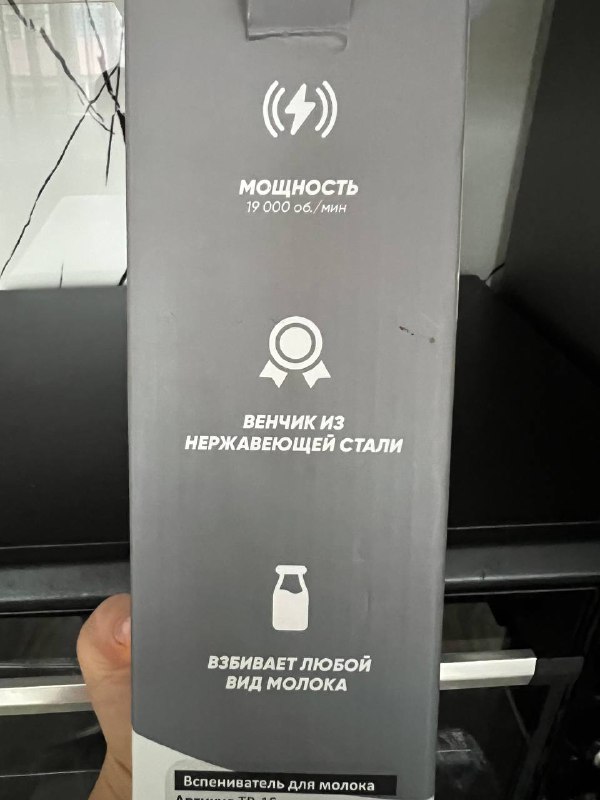 МОЩНОСТЬ
19 000 об./мин
ВЕНЧИК ИЗ
НЕРЖАВЕЮЩЕЙ СТАЛИ
ВЗБИВАЕТ ЛЮБОЙ
ВИД МОЛОКА
Вспениватель для молока